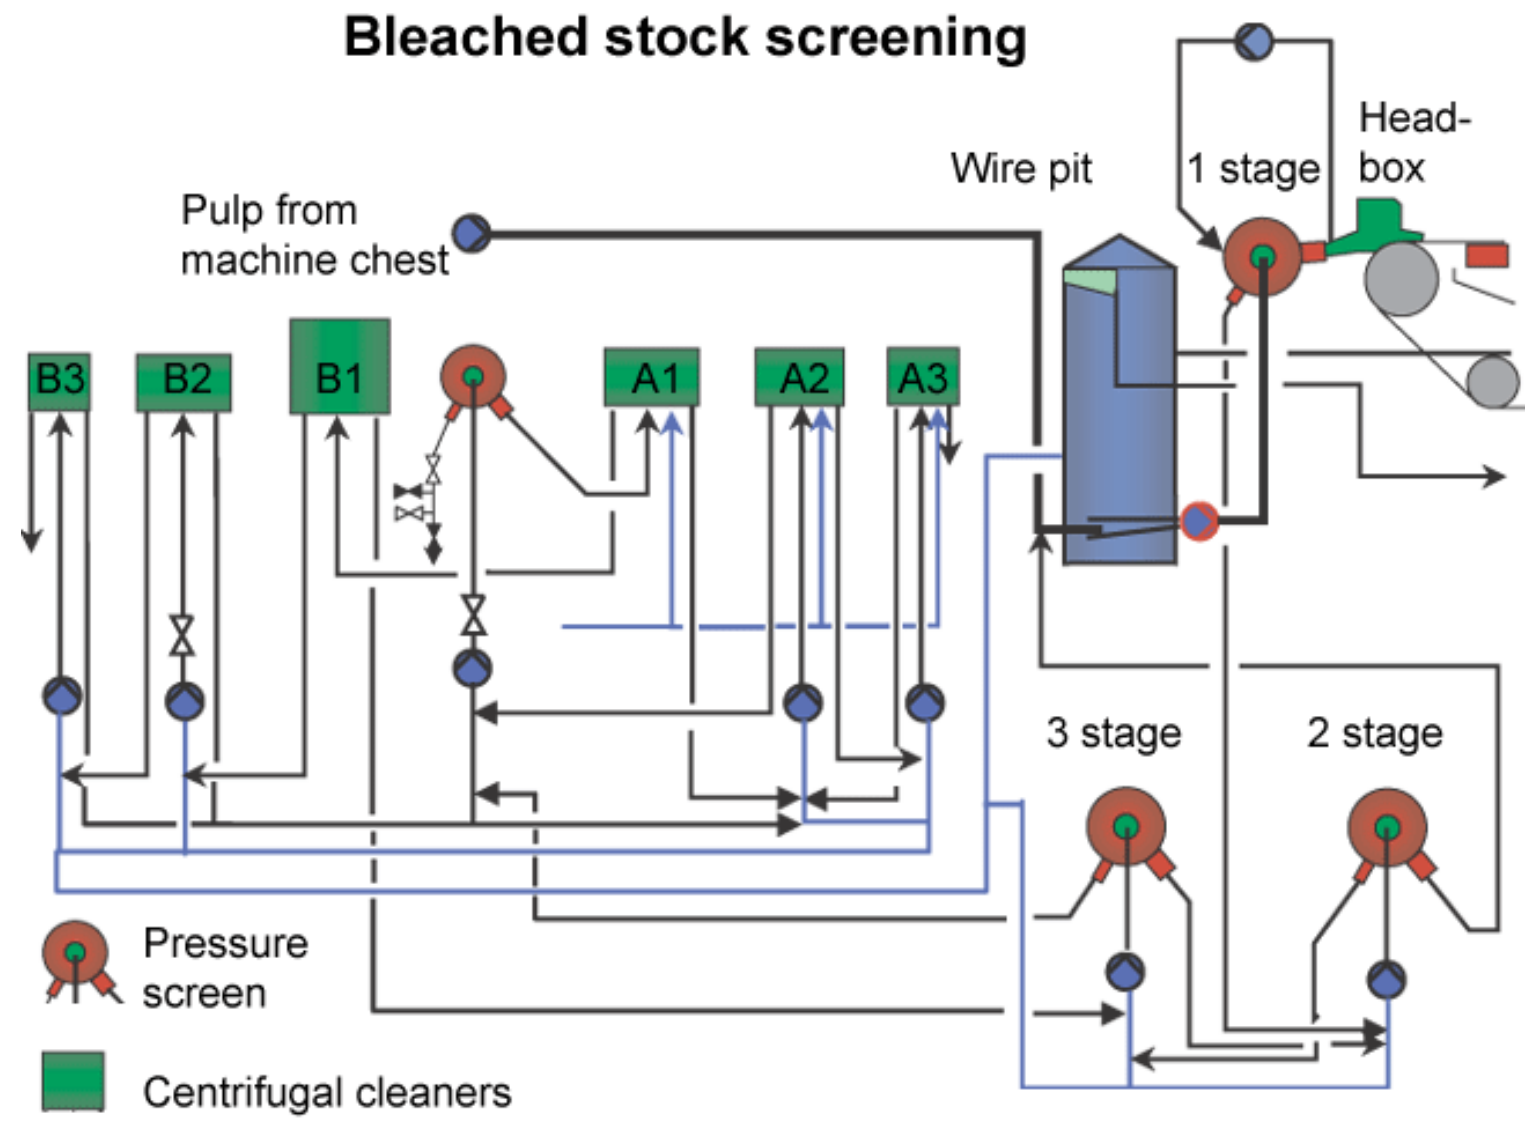 Bleached stock screening
Head-
box
Wire pit
1 stage
Pulp from
machine chest
B3
B2
B1
A1
A2
A3
3 stage
2 stage
Pressure
screen
Centrifugal cleaners